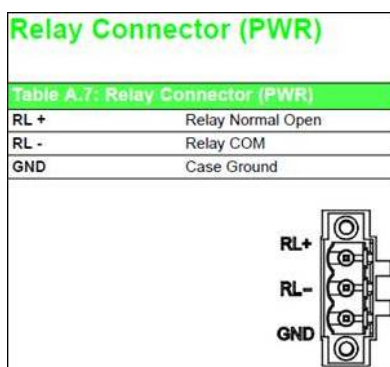 Relay Connector (PWR)
Table A.7: Relay Connector (PWR)
RL + Relay Normal Open
RL - Relay COM
GND Case Ground
RL+
RL-
GND